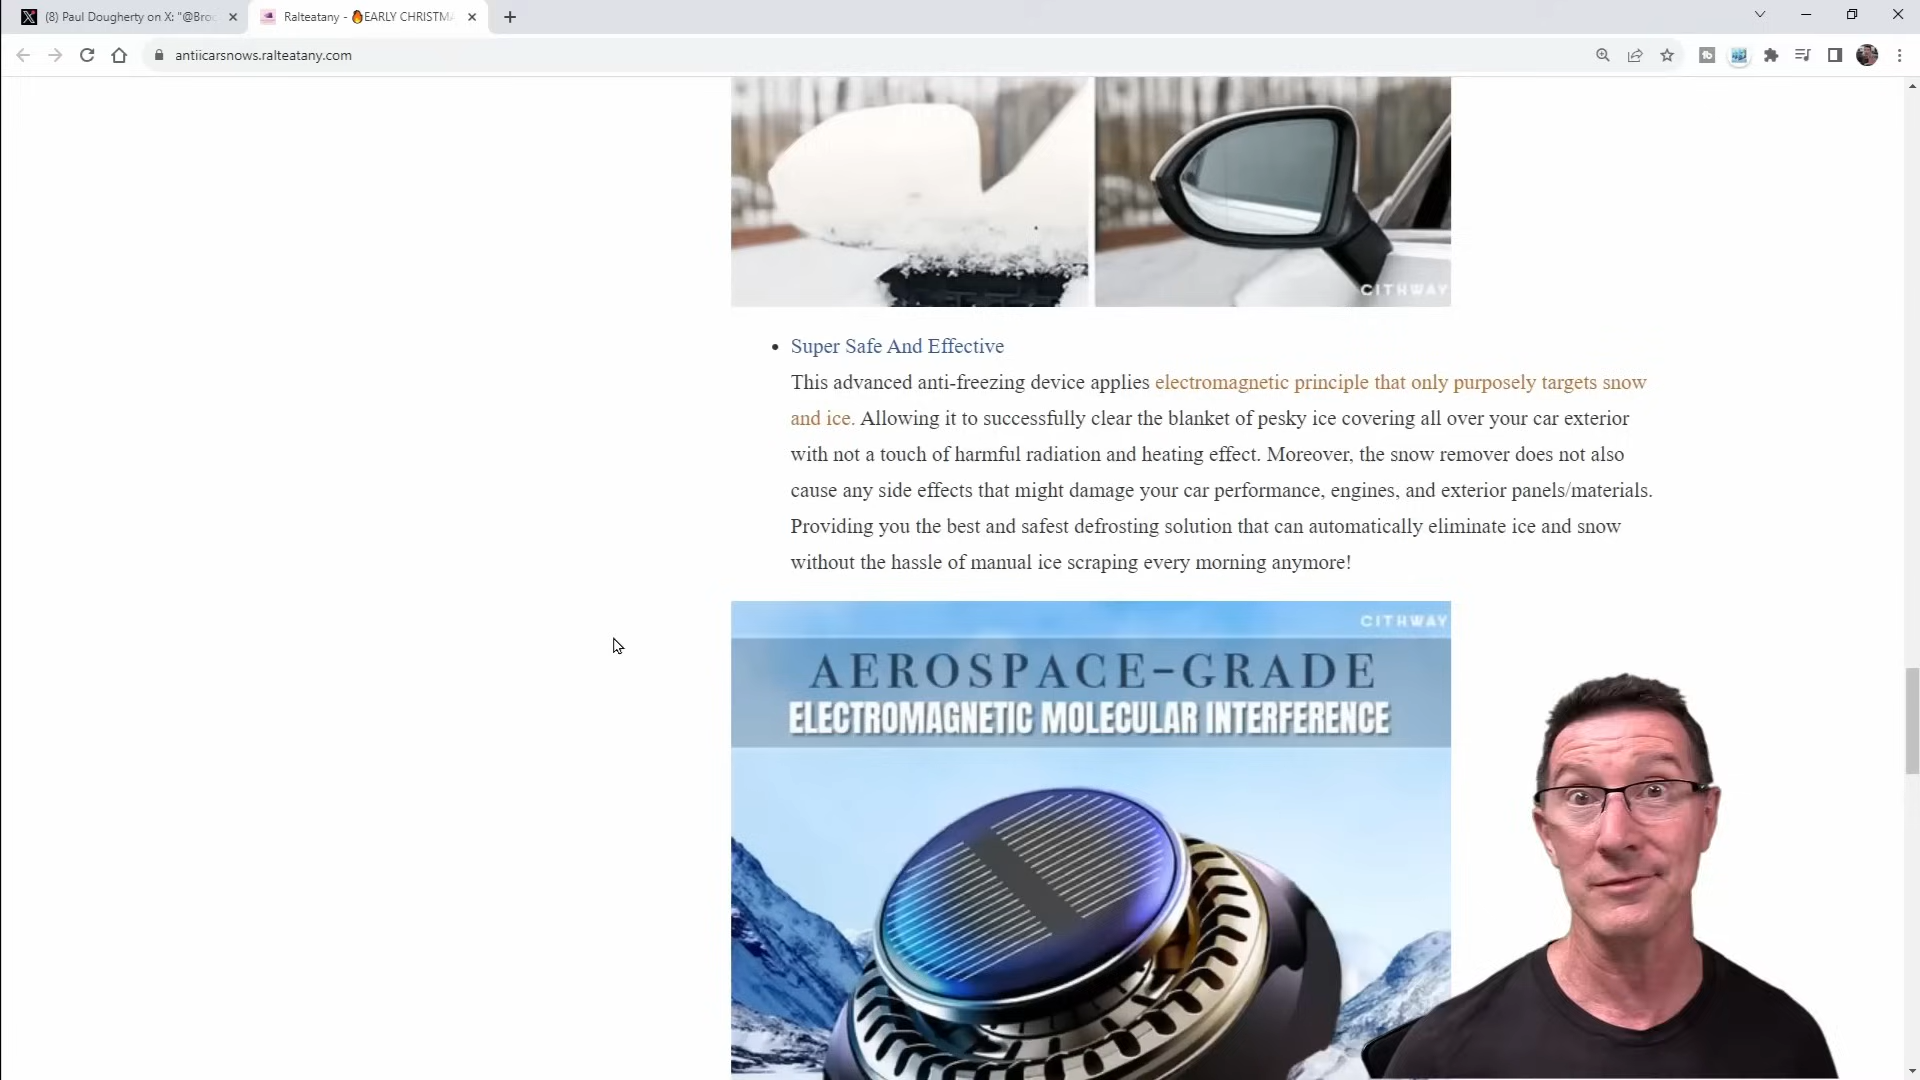 (8) Paul Dougherty on X: "@Broc
Ralteatany - 🔥EARLY CHRISTMA
antiicarsnows.ralteatany.com
CITHWAY
• Super Safe And Effective
This advanced anti-freezing device applies electromagnetic principle that only purposely targets snow
and ice. Allowing it to successfully clear the blanket of pesky ice covering all over your car exterior
with not a touch of harmful radiation and heating effect. Moreover, the snow remover does not also
cause any side effects that might damage your car performance, engines, and exterior panels/materials.
Providing you the best and safest defrosting solution that can automatically eliminate ice and snow
without the hassle of manual ice scraping every morning anymore!
CITHWAY
AEROSPACE-GRADE
ELECTROMAGNETIC MOLECULAR INTERFERENCE